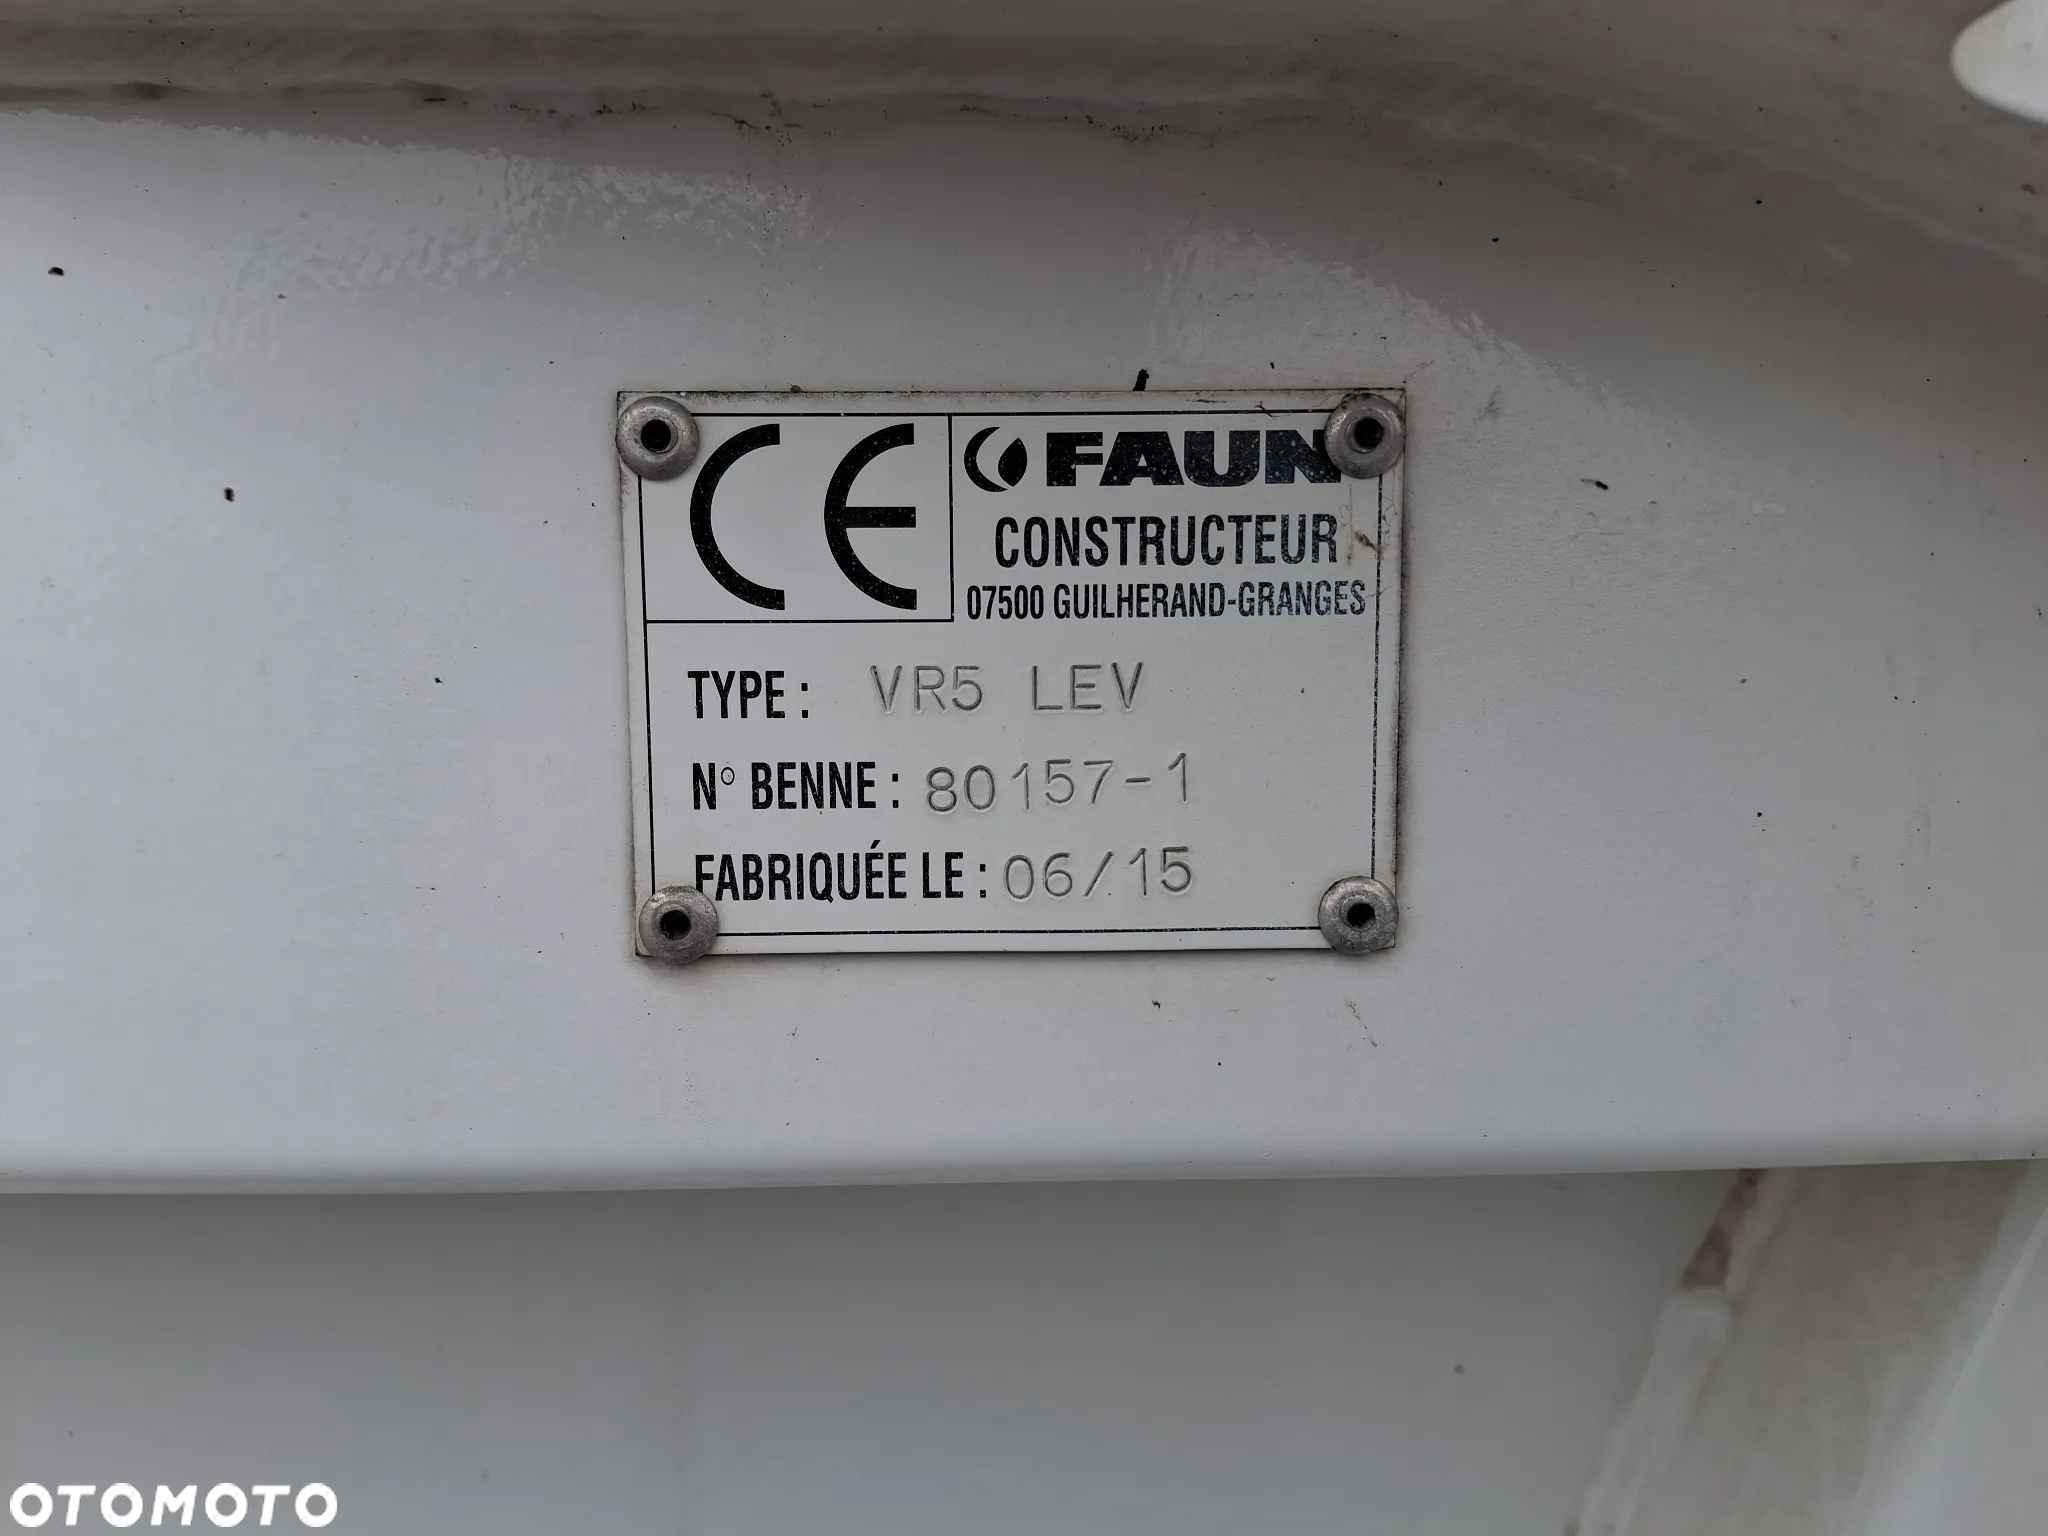 CE
FAUN
CONSTRUCTEUR
07500 GUILHERAND-GRANGES
TYPE : VR5 LEV
N° BENNE : 80157-1
FABRIQUÉE LE : 06/15
OTOMOTO